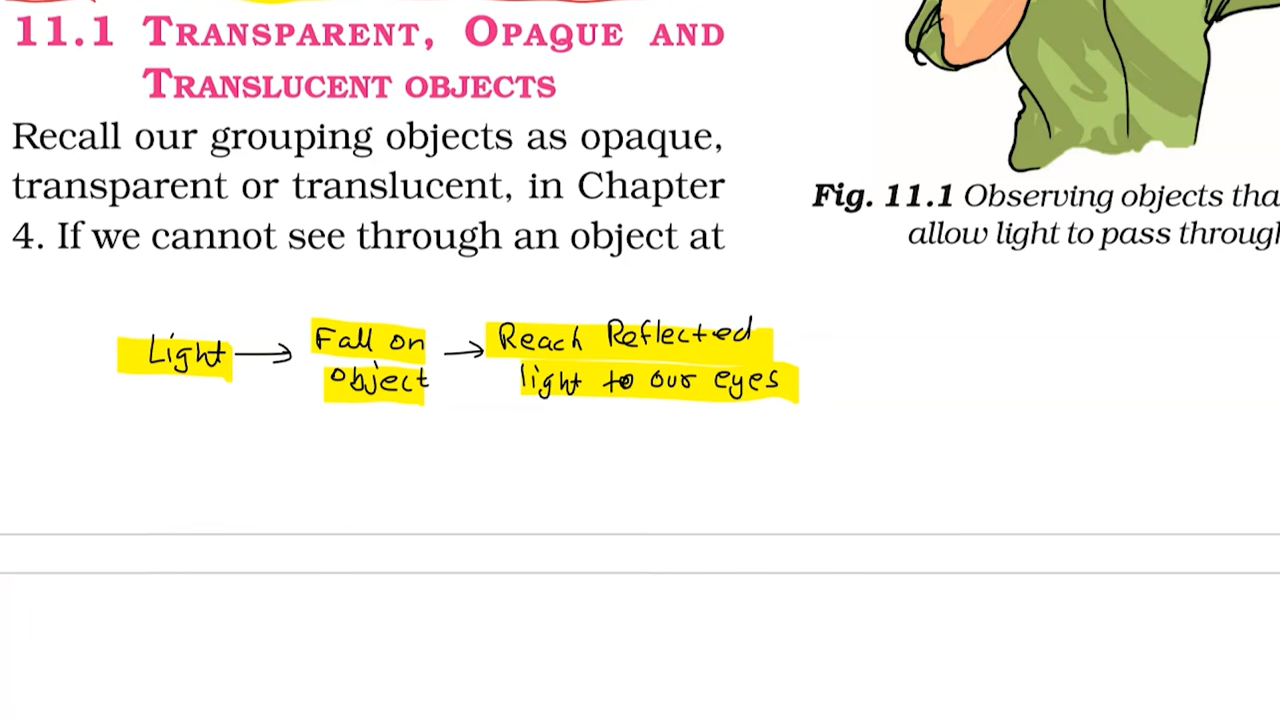 11.1 TRANSPARENT, OPAQUE AND
TRANSLUCENT OBJECTS
Recall our grouping objects as opaque,
transparent or translucent, in Chapter
4. If we cannot see through an object at
Fig. 11.1 Observing objects tha
allow light to pass through
Light → Fall on → Reach Reflected
object light to our eyes